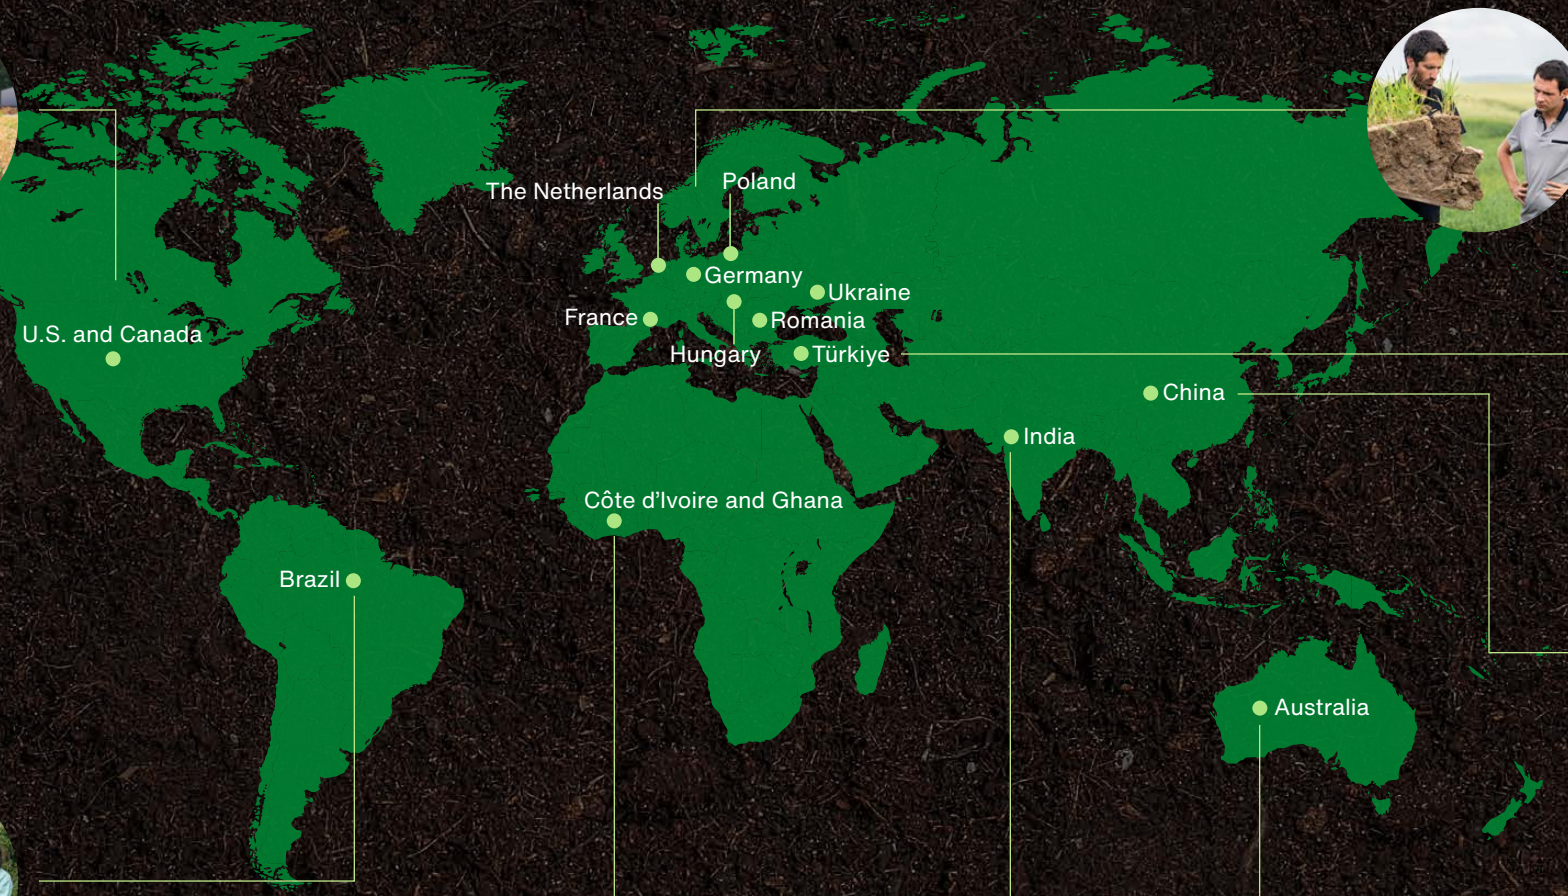 The Netherlands
Poland
Germany
Ukraine
France
Romania
U.S. and Canada
Hungary
Türkiye
China
India
Côte d’Ivoire and Ghana
Brazil
Australia